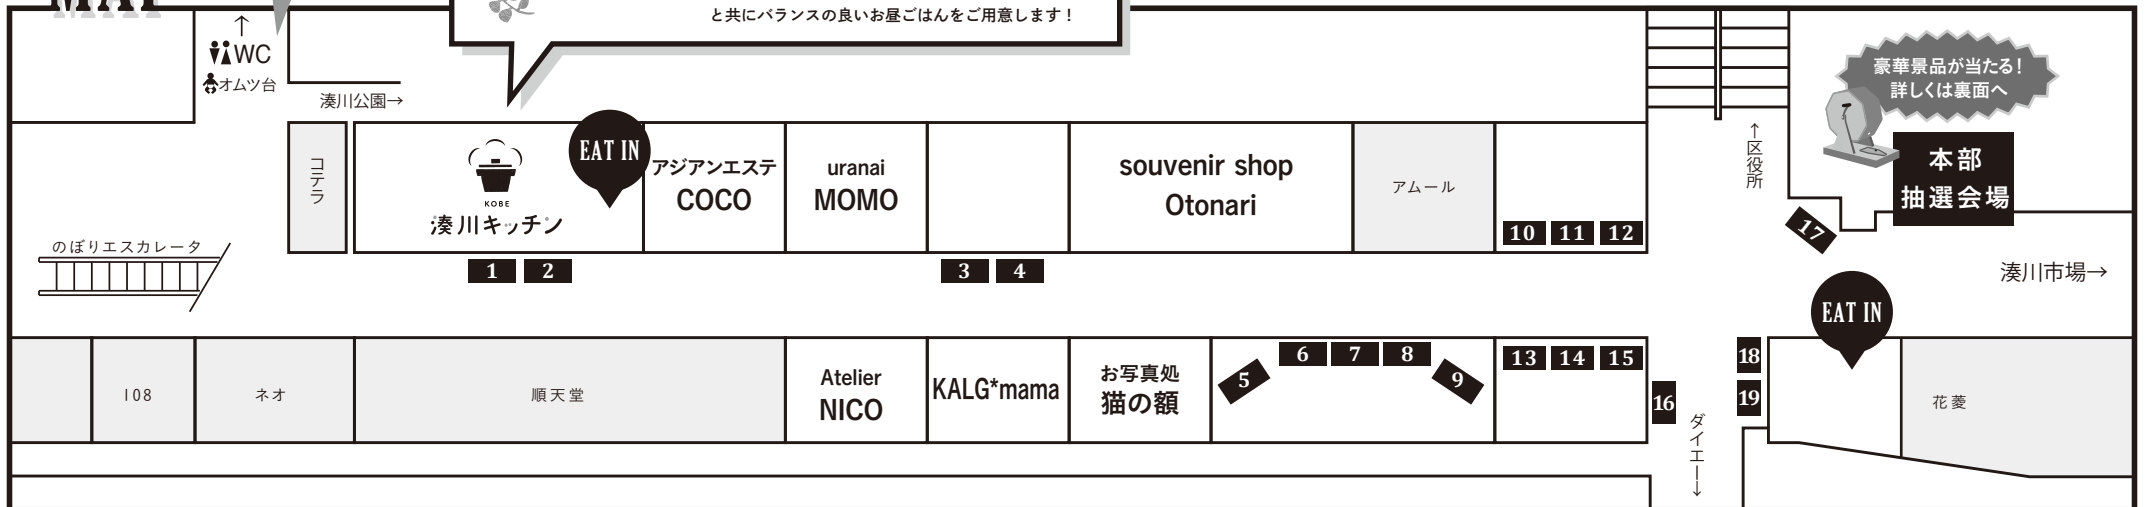 MAP
と共にバランスの良いお昼ごはんをご用意します！
↑
WC
オムツ台
湊川公園→
豪華景品が当たる！
詳しくは裏面へ
本部
抽選会場
↑区役所
コテラ
KOBE
湊川キッチン
EAT IN
アジアンエステ
COCO
uranai
MOMO
souvenir shop
Otonari
アムール
10 11 12
17
のぼりエスカレータ
1 2
3 4
湊川市場→
EAT IN
108
ネオ
順天堂
Atelier
NICO
KALG*mama
お写真処
猫の額
5
6 7 8
9
13 14 15
16
ダイエー→
18
19
花菱